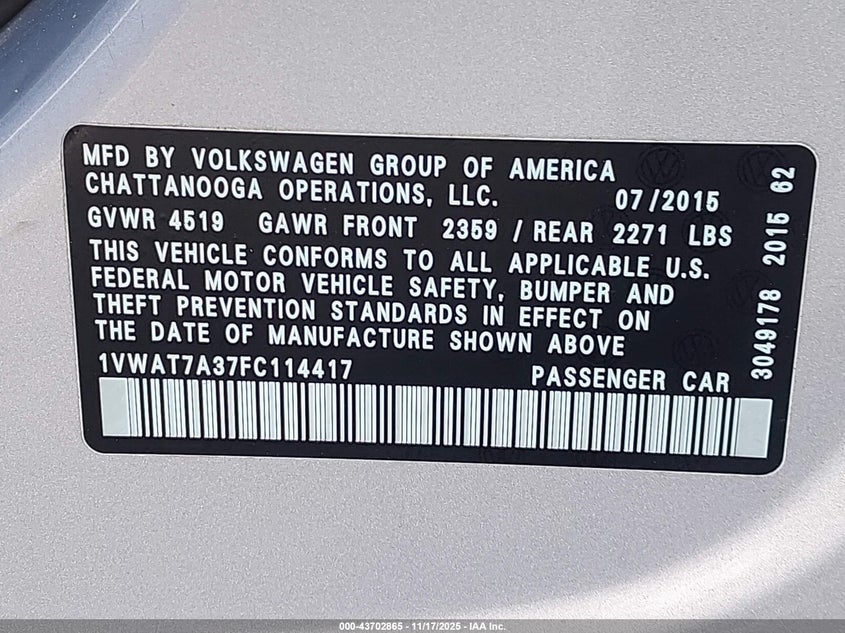 MFD BY VOLKSWAGEN GROUP OF AMERICA
CHATTANOOGA OPERATIONS, LLC. 07/2015
GVWR 4519 GAWR FRONT 2359 / REAR 2271 LBS
THIS VEHICLE CONFORMS TO ALL APPLICABLE U.S.
FEDERAL MOTOR VEHICLE SAFETY, BUMPER AND
THEFT PREVENTION STANDARDS IN EFFECT ON
THE DATE OF MANUFACTURE SHOWN ABOVE
1VWAT7A37FC114417 PASSENGER CAR
3049178 2015 62
000-43702865 - 11/17/2025 - IAA Inc.